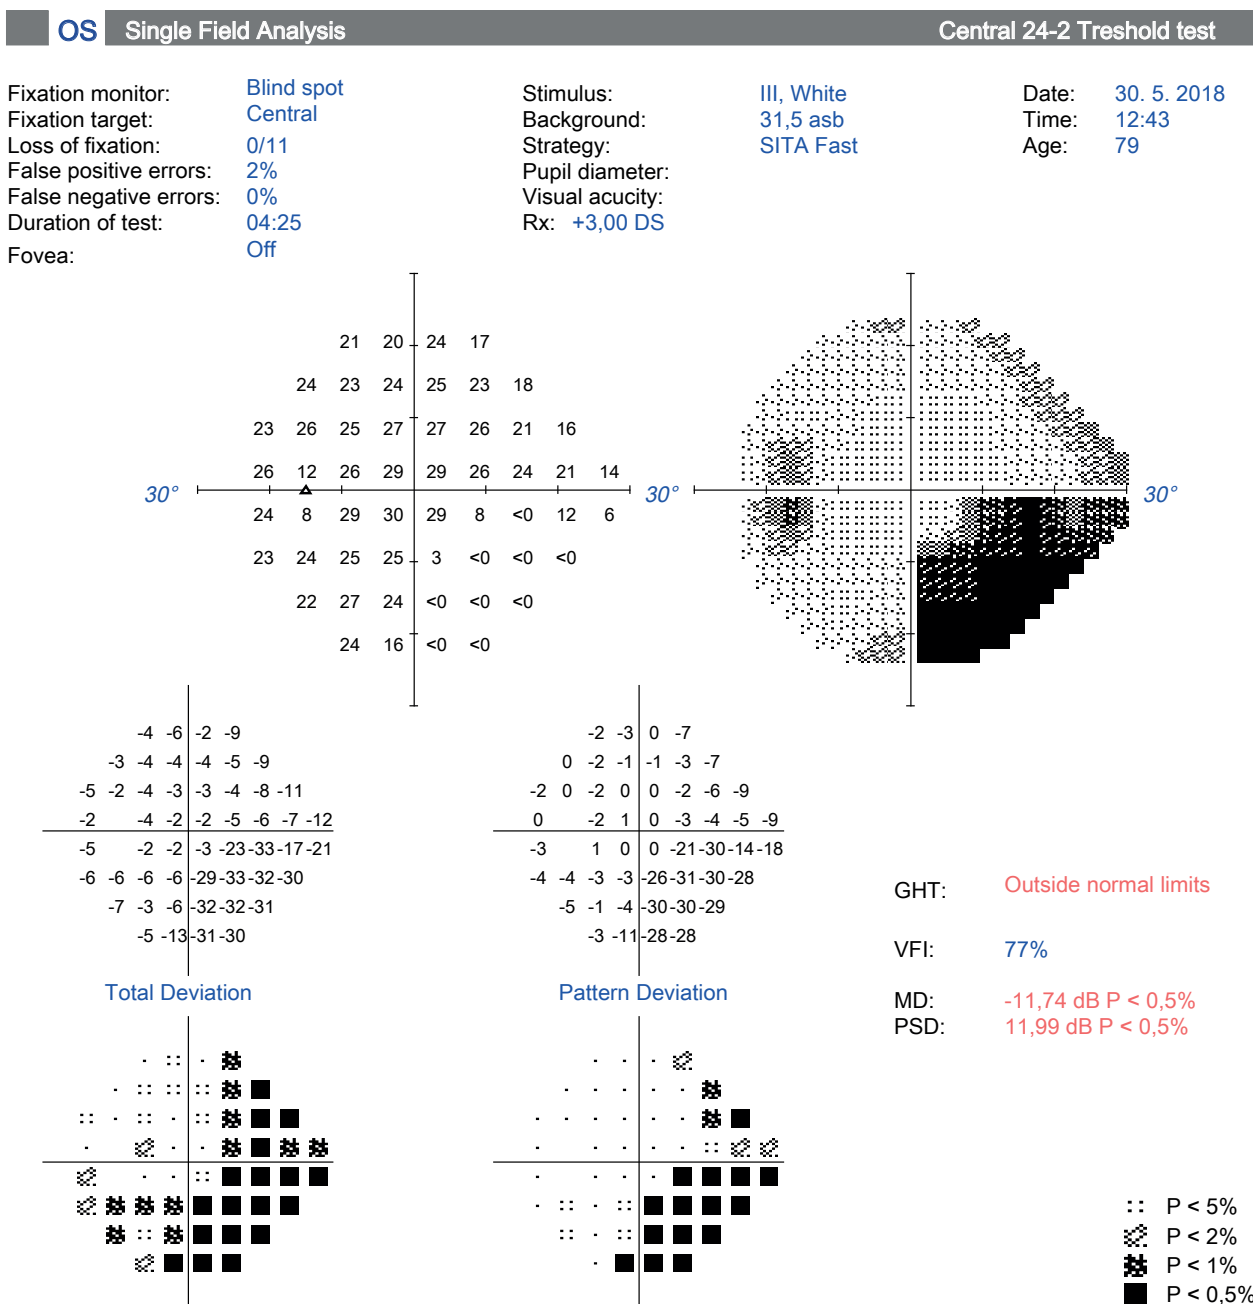 OS Single Field Analysis Central 24-2 Treshold test
Fixation monitor: Blind spot Stimulus: III, White Date: 30. 5. 2018
Fixation target: Central Background: 31,5 asb Time: 12:43
Loss of fixation: 0/11 Strategy: SITA Fast Age: 79
False positive errors: 2% Pupil diameter:
False negative errors: 0% Visual acucity:
Duration of test: 04:25 Rx: +3,00 DS
Fovea: Off
21 20 24 17
24 23 24 25 23 18
23 26 25 27 27 26 21 16
26 12 26 29 29 26 24 21 14
30° 30° 30°
24 8 29 30 29 8 <0 12 6
23 24 25 25 3 <0 <0 <0
22 27 24 <0 <0 <0
24 16 <0 <0
-4 -6 -2 -9
-3 -4 -4 -4 -5 -9
-5 -2 -4 -3 -3 -4 -8 -11
-2 -4 -2 -2 -5 -6 -7 -12
-5 -2 -2 -3 -23 -33 -17 -21
-6 -6 -6 -6 -29 -33 -32 -30
-7 -3 -6 -32 -32 -31
-5 -13 -31 -30
Total Deviation
-2 -3 0 -7
0 -2 -1 -1 -3 -7
-2 0 -2 0 0 -2 -6 -9
0 -2 1 0 -3 -4 -5 -9
-3 1 0 0 -21 -30 -14 -18
-4 -4 -3 -3 -26 -31 -30 -28
-5 -1 -4 -30 -30 -29
-3 -11 -28 -28
Pattern Deviation
GHT: Outside normal limits
VFI: 77%
MD: -11,74 dB P < 0,5%
PSD: 11,99 dB P < 0,5%
P < 5%
P < 2%
P < 1%
P < 0,5%